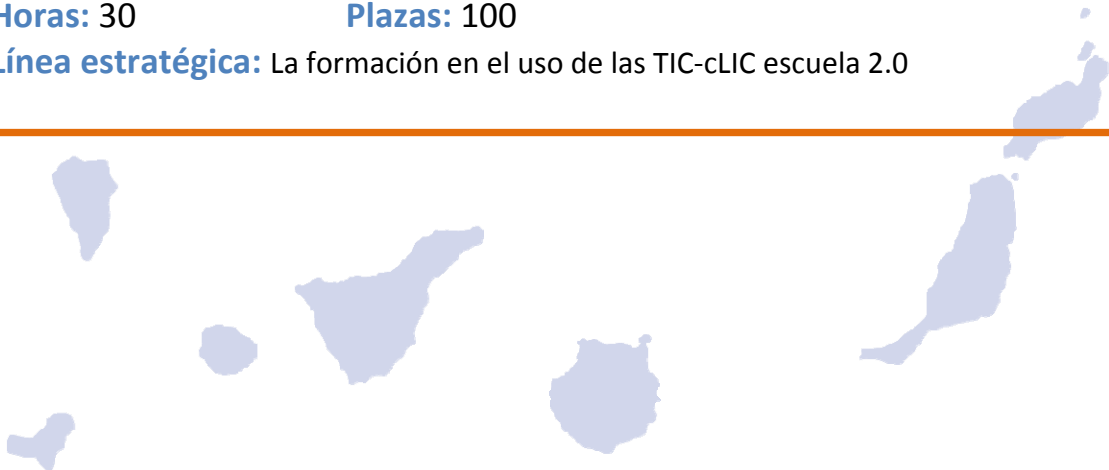 Horas: 30 Plazas: 100
Línea estratégica: La formación en el uso de las TIC-cLIC escuela 2.0